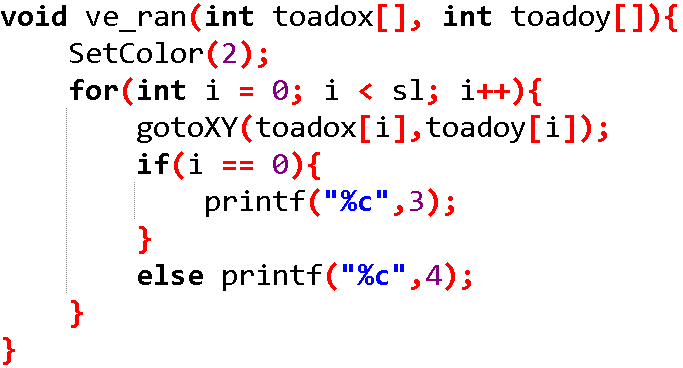 void ve_ran(int toadox[], int toadoy[]){
    SetColor(2);
    for(int i = 0; i < sl; i++){
        gotoXY(toadox[i],toadoy[i]);
        if(i == 0){
            printf("%c",3);
        }
        else printf("%c",4);
    }
}